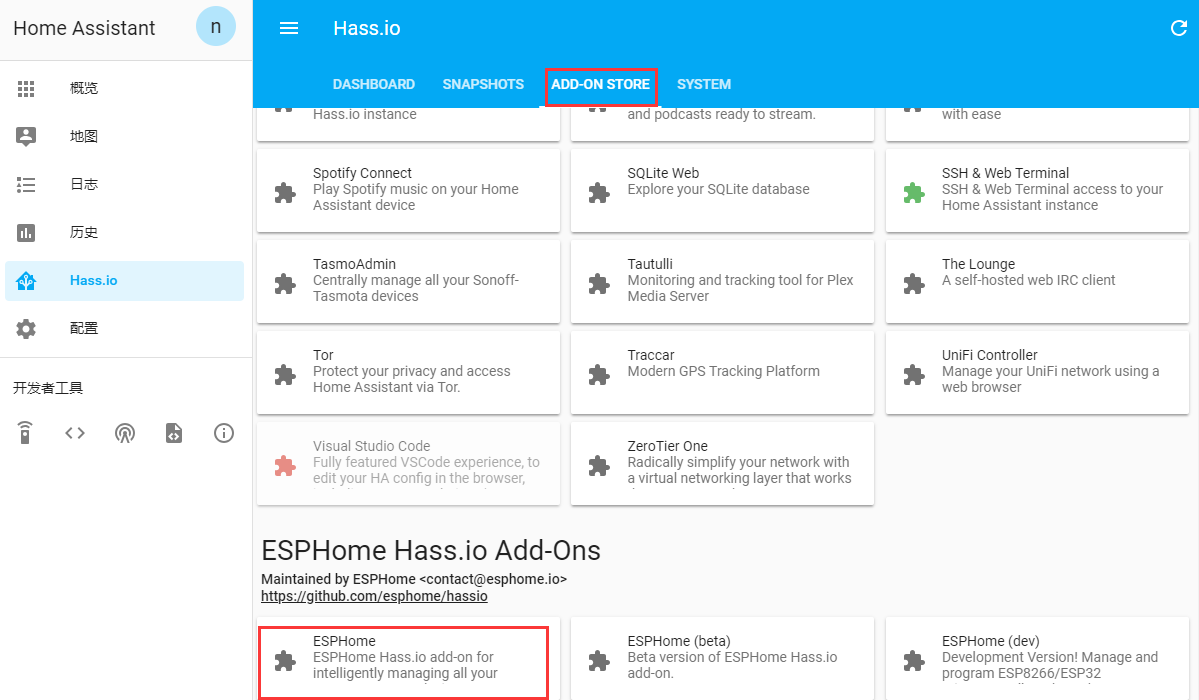 Home Assistant
n
概览
地图
日志
历史
Hass.io
配置
开发者工具
Hass.io
DASHBOARD
SNAPSHOTS
ADD-ON STORE
SYSTEM
Hass.io instance
and podcasts ready to stream.
with ease
Spotify Connect
Play Spotify music on your Home
Assistant device
SQLite Web
Explore your SQLite database
SSH & Web Terminal
SSH & Web Terminal access to your
Home Assistant instance
TasmoAdmin
Centrally manage all your Sonoff-
Tasmota devices
Tautulli
Monitoring and tracking tool for Plex
Media Server
The Lounge
A self-hosted web IRC client
Tor
Protect your privacy and access
Home Assistant via Tor.
Traccar
Modern GPS Tracking Platform
UniFi Controller
Manage your UniFi network using a
web browser
Visual Studio Code
Fully featured VSCode experience, to
edit your HA config in the browser,
ZeroTier One
Radically simplify your network with
a virtual networking layer that works
ESPHome Hass.io Add-Ons
Maintained by ESPHome <contact@esphome.io>
https://github.com/esphome/hassio
ESPHome
ESPHome Hass.io add-on for
intelligently managing all your
ESPHome (beta)
Beta version of ESPHome Hass.io
add-on.
ESPHome (dev)
Development Version! Manage and
program ESP8266/ESP32